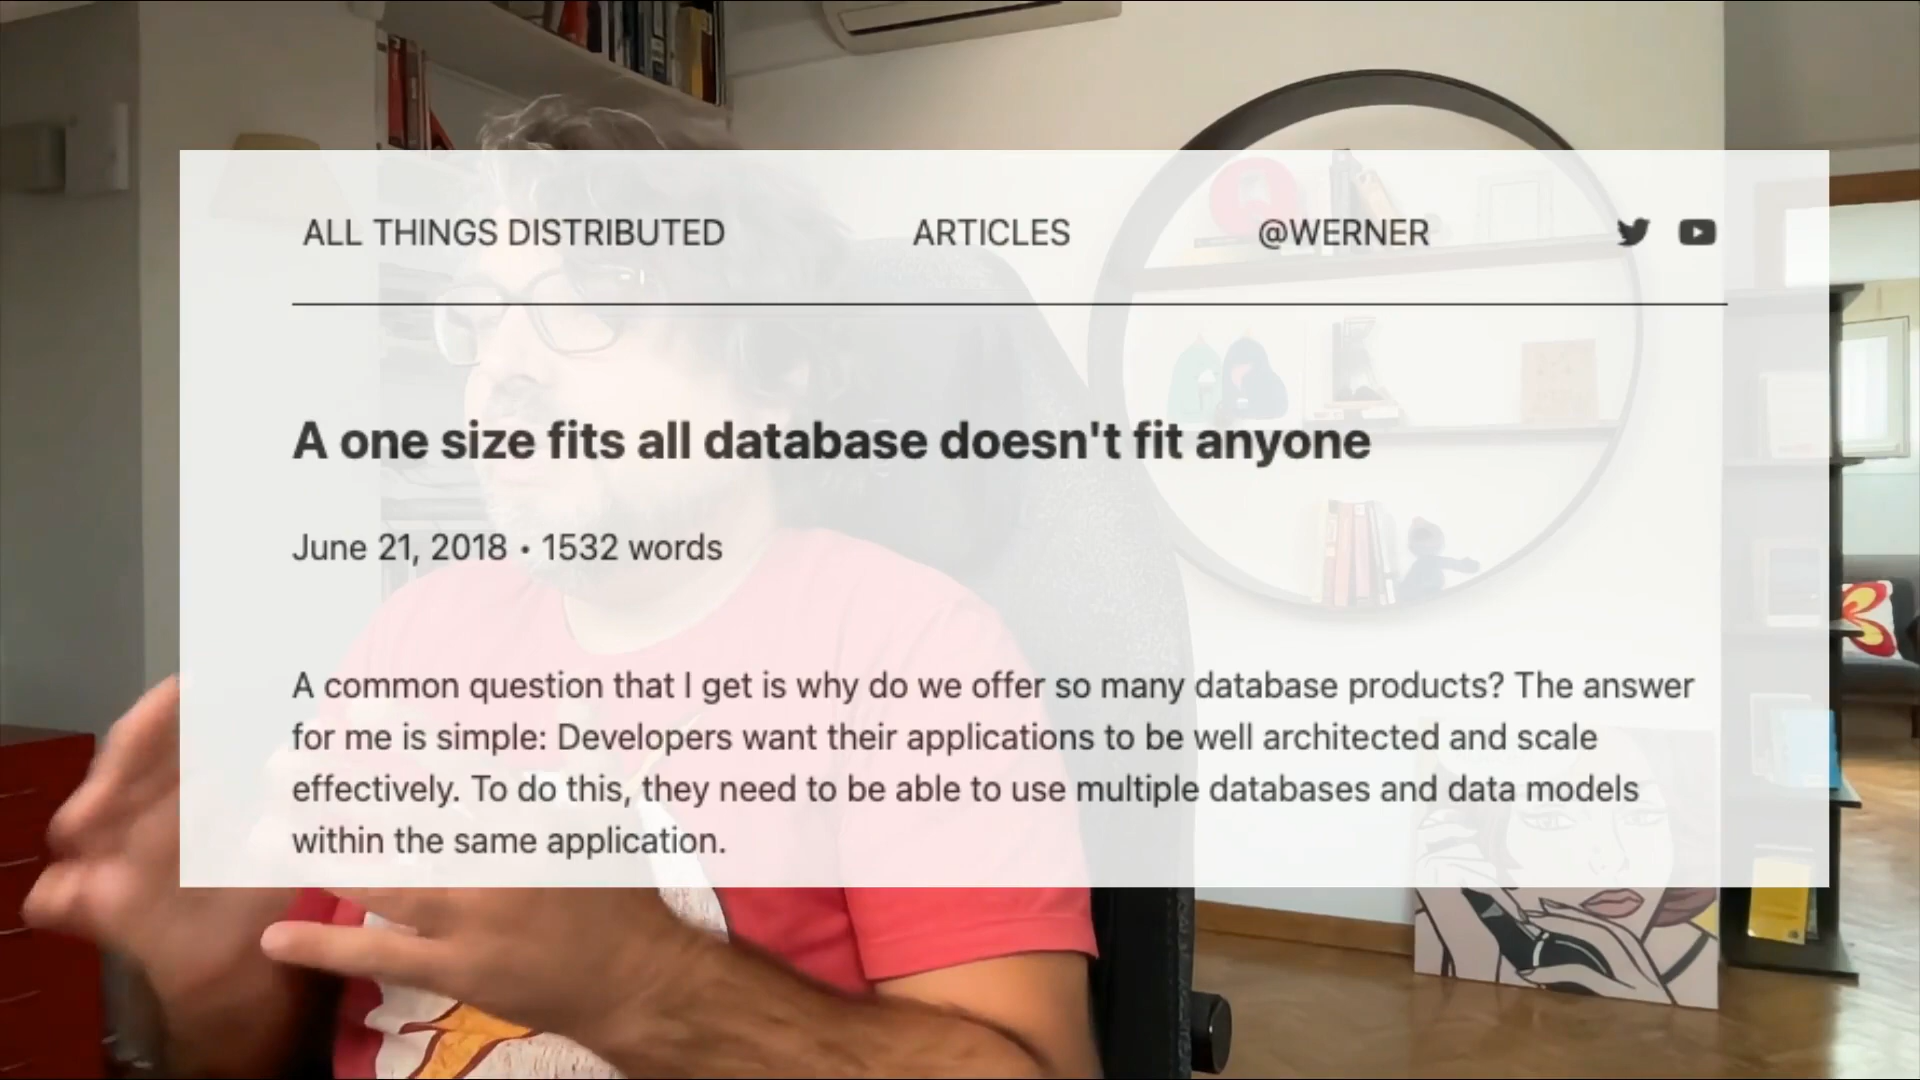 ALL THINGS DISTRIBUTED ARTICLES @WERNER
A one size fits all database doesn't fit anyone
June 21, 2018 • 1532 words
A common question that I get is why do we offer so many database products? The answer
for me is simple: Developers want their applications to be well architected and scale
effectively. To do this, they need to be able to use multiple databases and data models
within the same application.